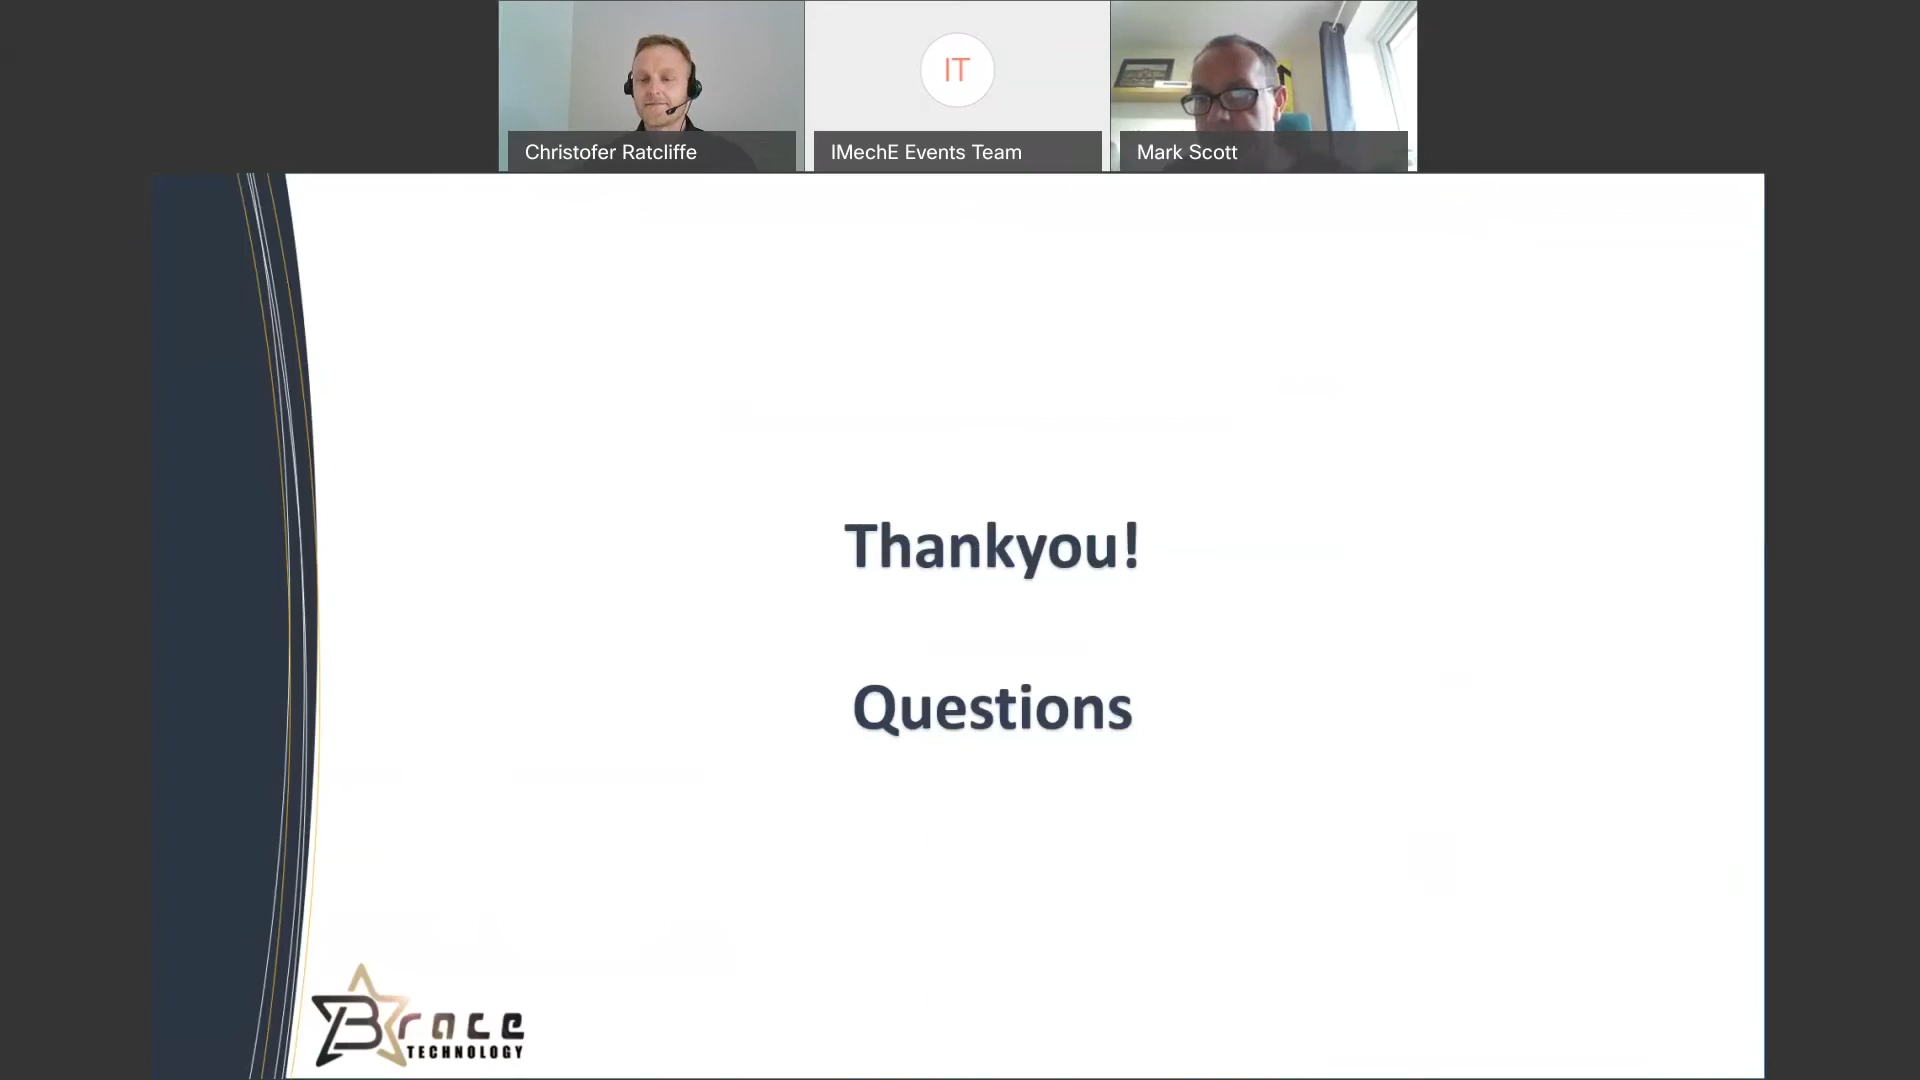 IT
Christofer Ratcliffe
IMechE Events Team
Mark Scott
Thankyou!
Questions
Brace
TECHNOLOGY